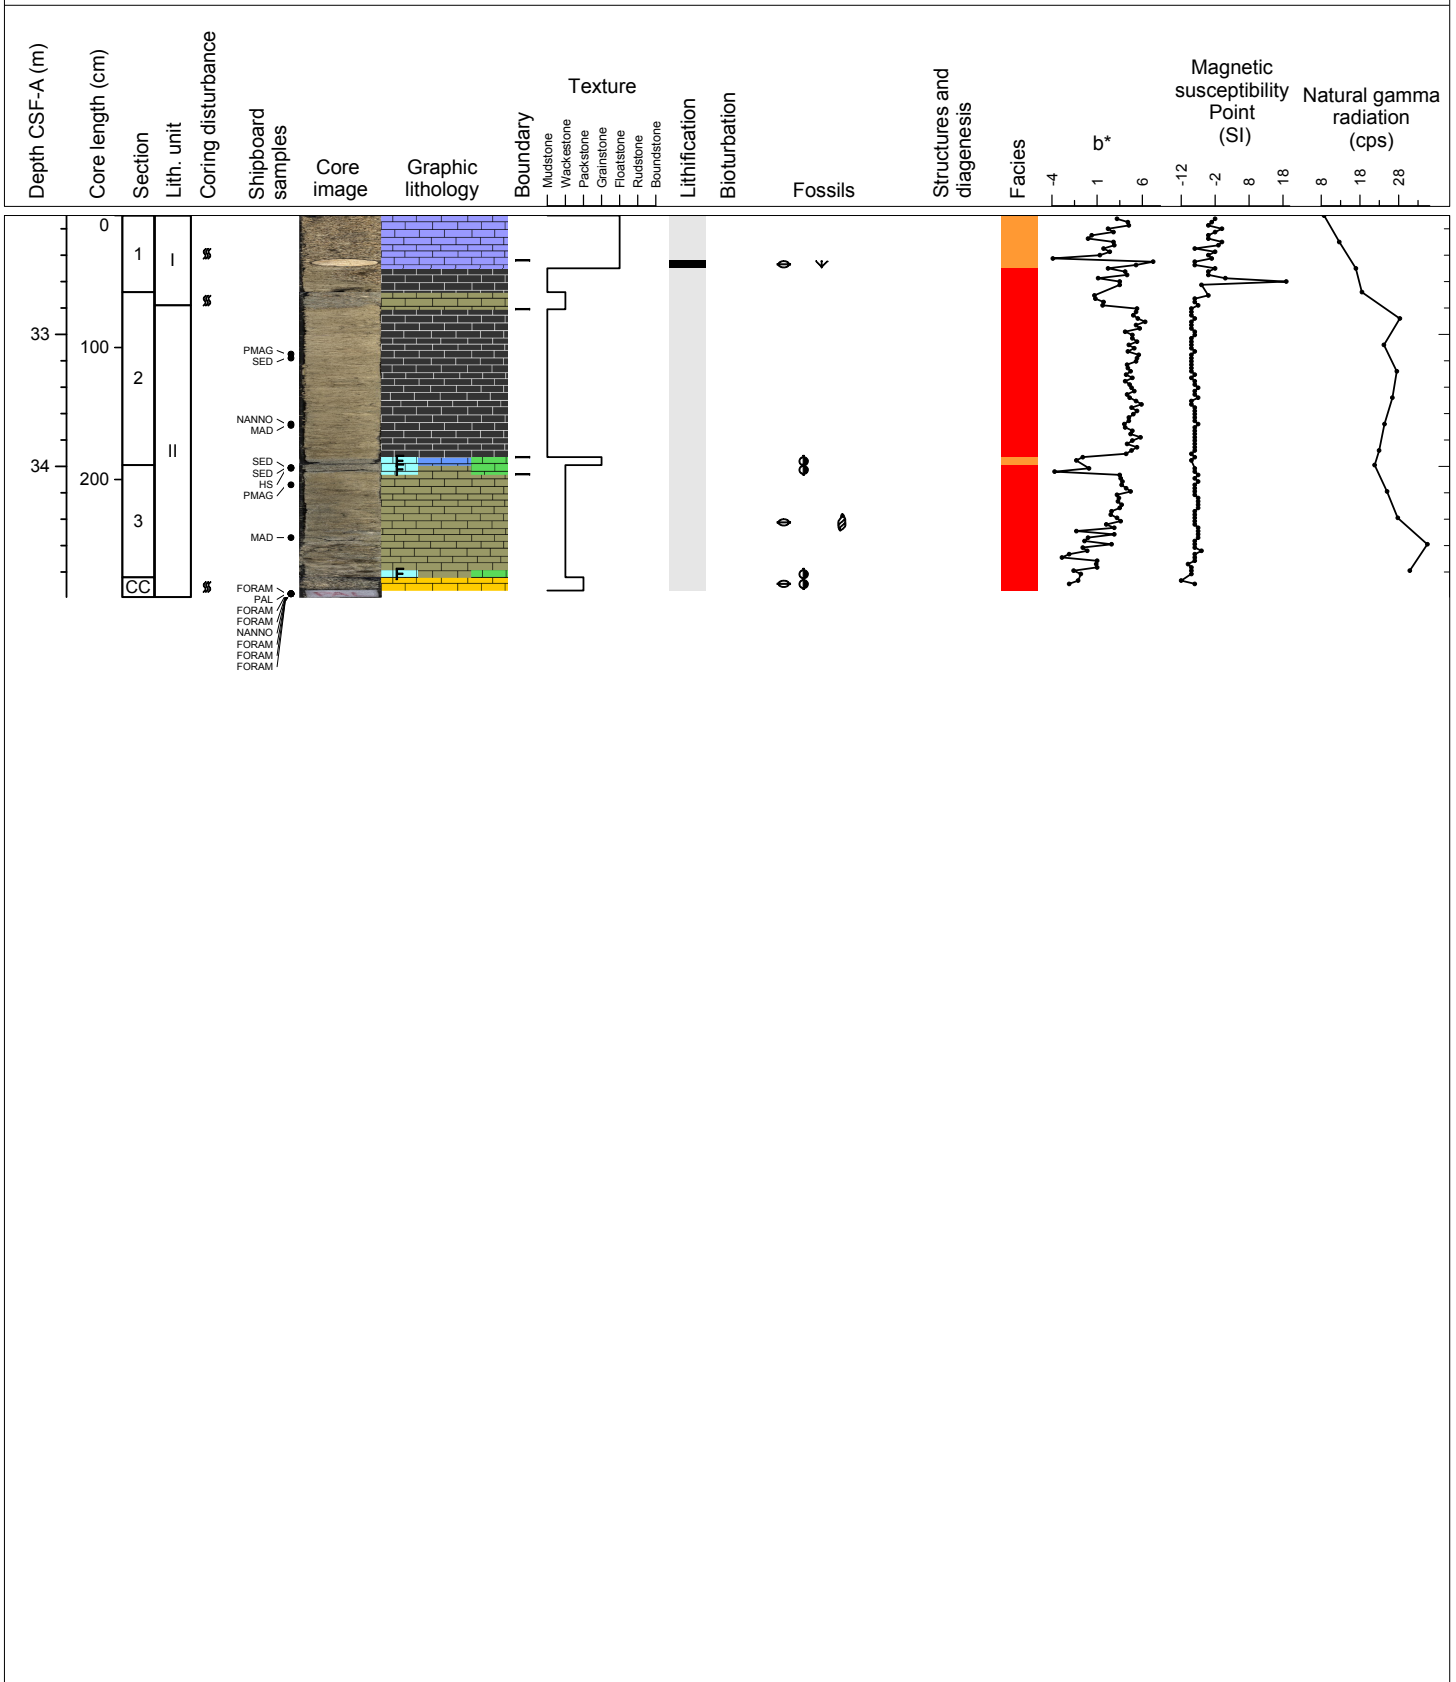 Depth CSF-A (m)
Core length (cm)
Section
Lith. unit
Coring disturbance
Shipboard
samples
Core
image
Graphic
lithology
Boundary
Texture
Mudstone
Wackestone
Packstone
Grainstone
Floatstone
Rudstone
Boundstone
Lithification
Bioturbation
Fossils
Structures and
diagenesis
Facies
b*
-4
1
6
Magnetic
susceptibility
Point
(SI)
-12
-2
8
18
Natural gamma
radiation
(cps)
8
18
28
0
1
I
33
100
PMAG
SED
2
NANNO
MAD
II
34
200
SED
SED
HS
PMAG
F
F
3
MAD
F
CC
FORAM
PAL
FORAM
FORAM
NANNO
FORAM
FORAM
FORAM